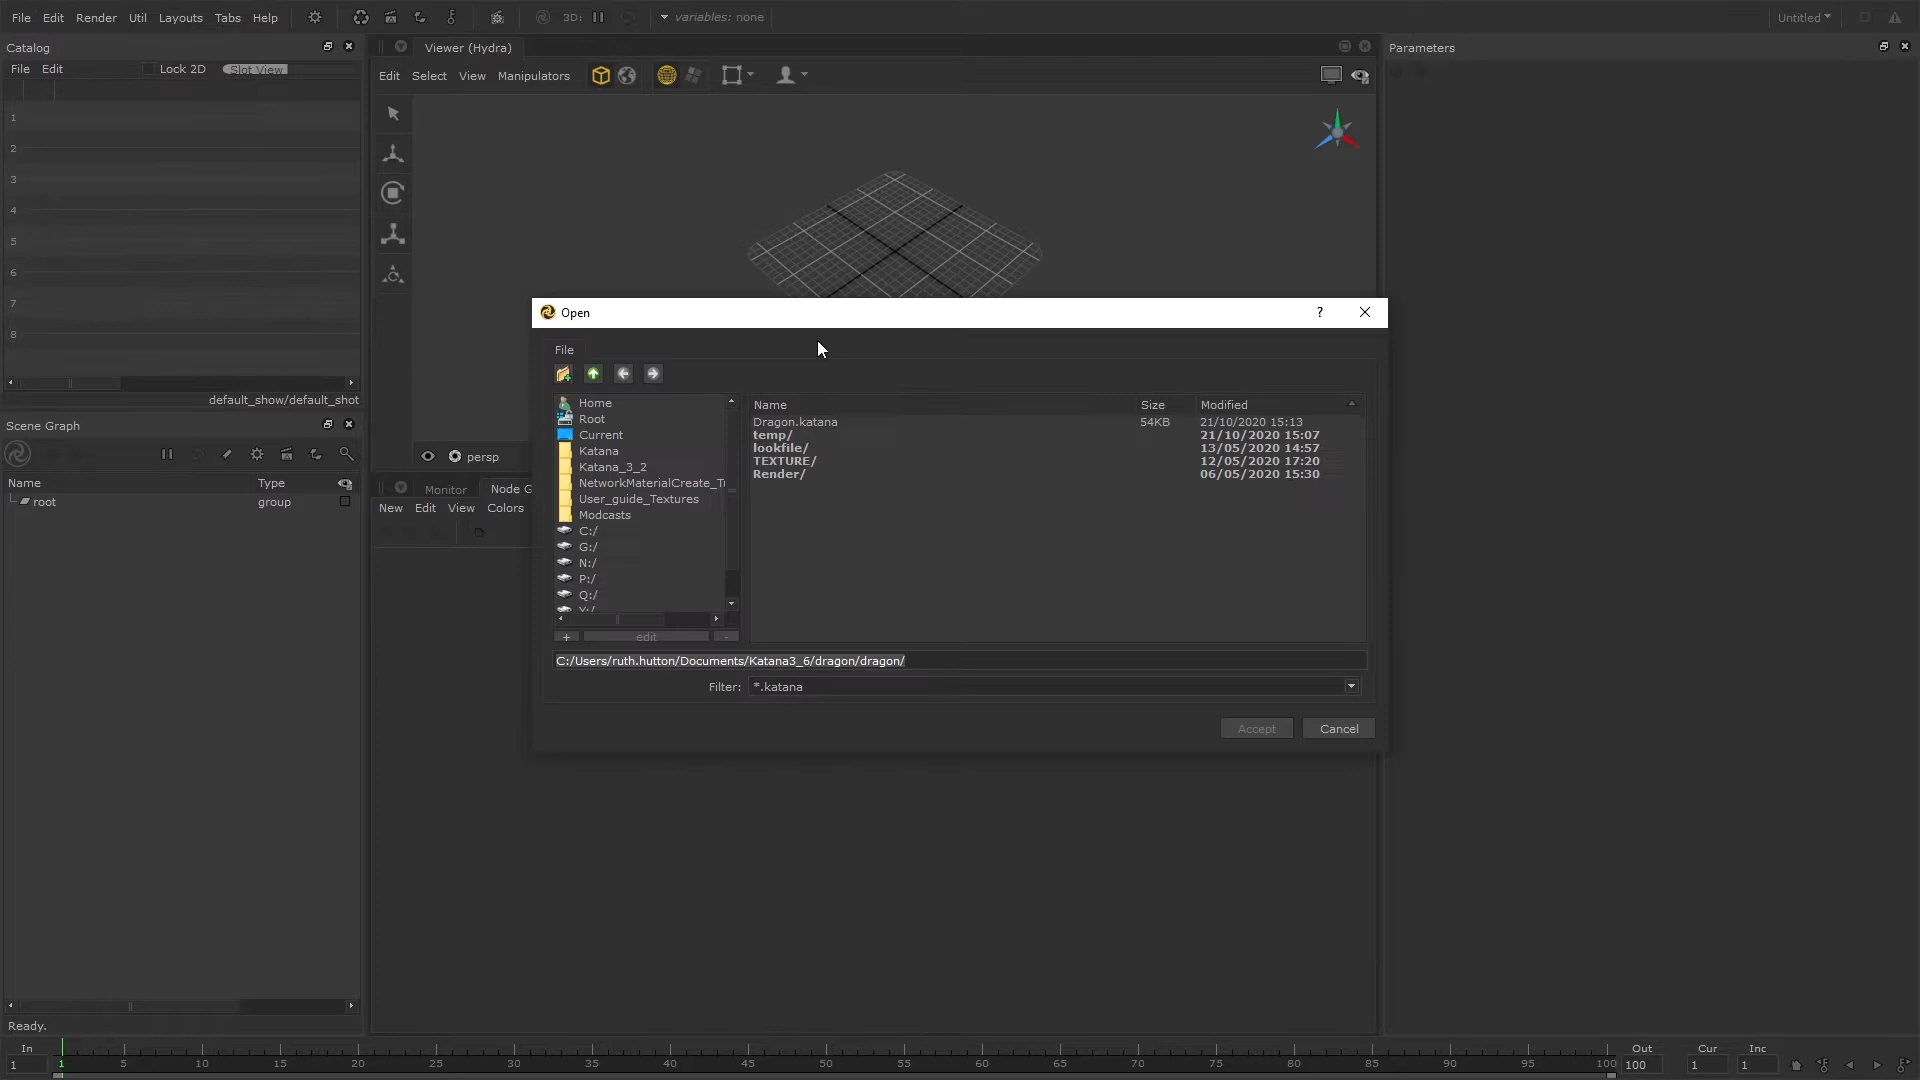 File Edit Render Util Layouts Tabs Help 3D: variables: none Untitled
Catalog
File Edit Lock 2D Slot View
1
2
3
4
5
6
7
8
default_show/default_shot
Scene Graph
Name Type
root group
Ready.
Viewer (Hydra)
Edit Select View Manipulators
persp
Monitor Node G
New Edit View Colors
Parameters
Open ?
File
Home
Root
Current
Katana
Katana_3_2
NetworkMaterialCreate_T
User_guide_Textures
Modcasts
C:/
G:/
N:/
P:/
Q:/
+ edit -
Name Size Modified
Dragon.katana 54KB 21/10/2020 15:13
temp/ 21/10/2020 15:07
lookfile/ 13/05/2020 14:57
TEXTURE/ 12/05/2020 17:20
Render/ 06/05/2020 15:30
C:/Users/ruth.hutton/Documents/Katana3_6/dragon/dragon/
Filter: *.katana
Accept Cancel
In Out Cur Inc
1 1 5 10 15 20 25 30 35 40 45 50 55 60 65 70 75 80 85 90 95 100 100 1 1